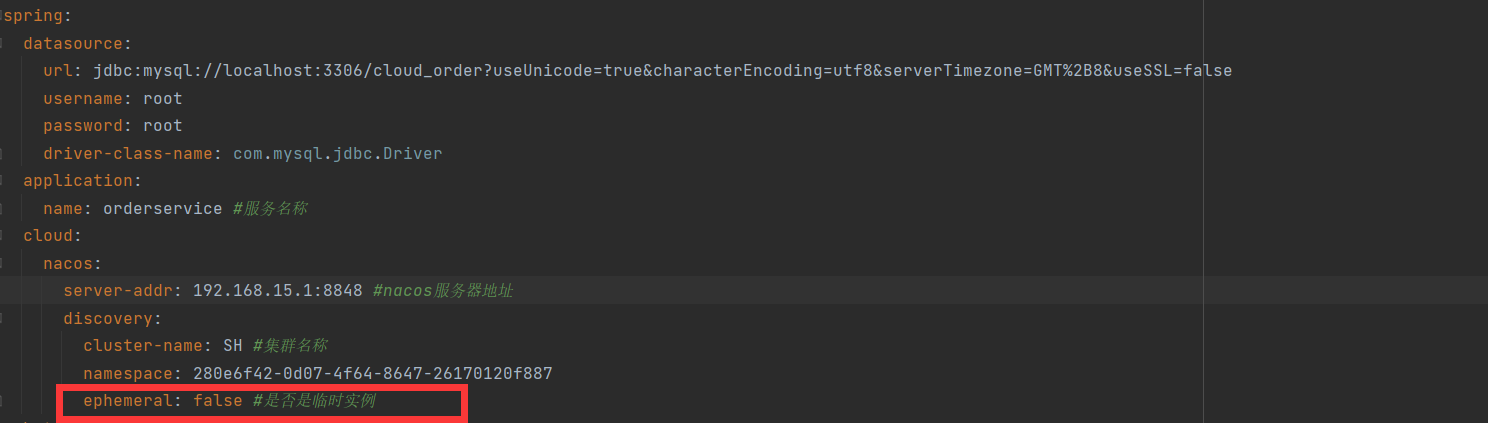 spring:
  datasource:
    url: jdbc:mysql://localhost:3306/cloud_order?useUnicode=true&characterEncoding=utf8&serverTimezone=GMT%2B8&useSSL=false
    username: root
    password: root
    driver-class-name: com.mysql.jdbc.Driver
  application:
    name: orderservice #服务名称
  cloud:
    nacos:
      server-addr: 192.168.15.1:8848 #nacos服务器地址
      discovery:
        cluster-name: SH #集群名称
        namespace: 280e6f42-0d07-4f64-8647-26170120f887
        ephemeral: false #是否是临时实例